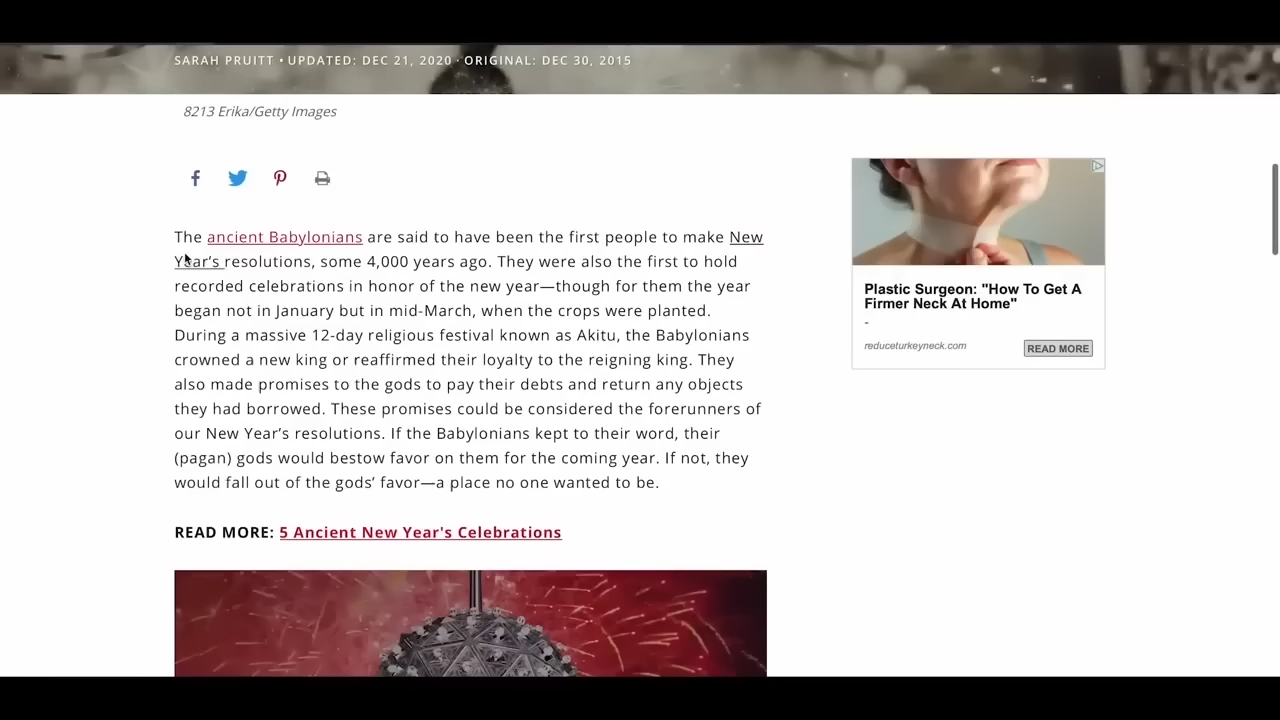 SARAH PRUITT • UPDATED: DEC 21, 2020 · ORIGINAL: DEC 30, 2015
8213 Erika/Getty Images
The ancient Babylonians are said to have been the first people to make New
Year’s resolutions, some 4,000 years ago. They were also the first to hold
recorded celebrations in honor of the new year—though for them the year
began not in January but in mid-March, when the crops were planted.
During a massive 12-day religious festival known as Akitu, the Babylonians
crowned a new king or reaffirmed their loyalty to the reigning king. They
also made promises to the gods to pay their debts and return any objects
they had borrowed. These promises could be considered the forerunners of
our New Year’s resolutions. If the Babylonians kept to their word, their
(pagan) gods would bestow favor on them for the coming year. If not, they
would fall out of the gods’ favor—a place no one wanted to be.
READ MORE: 5 Ancient New Year's Celebrations
Plastic Surgeon: "How To Get A
Firmer Neck At Home"
-
reduceturkeyneck.com
READ MORE